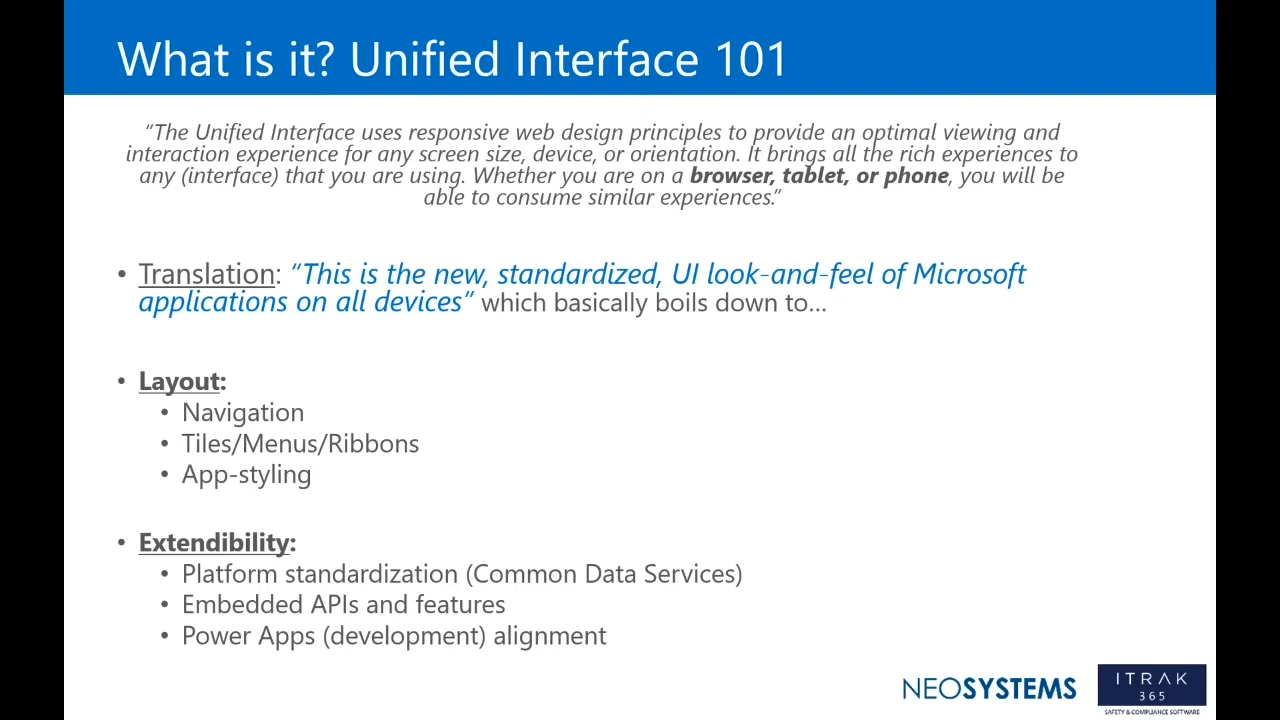 What is it? Unified Interface 101
“The Unified Interface uses responsive web design principles to provide an optimal viewing and
interaction experience for any screen size, device, or orientation. It brings all the rich experiences to
any (interface) that you are using. Whether you are on a browser, tablet, or phone, you will be
able to consume similar experiences.”
• Translation: “This is the new, standardized, UI look-and-feel of Microsoft
applications on all devices” which basically boils down to…
• Layout:
• Navigation
• Tiles/Menus/Ribbons
• App-styling
• Extendibility:
• Platform standardization (Common Data Services)
• Embedded APIs and features
• Power Apps (development) alignment
NEOSYSTEMS
ITRAK
365
SAFETY & COMPLIANCE SOFTWARE